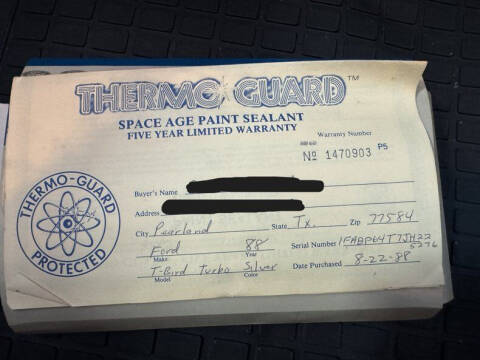 THERMO GUARD™
SPACE AGE PAINT SEALANT
FIVE YEAR LIMITED WARRANTY
Warranty Number
Nº 1470903 P5
THERMO-GUARD
PROTECTED
Buyer's Name
Address
City Pearland State Tx. Zip 77584
Ford 88 Serial Number 1FABP64T7JH22
Make Year 5276
T-Bird Turbo Silver Date Purchased 8-22-88
Model Color